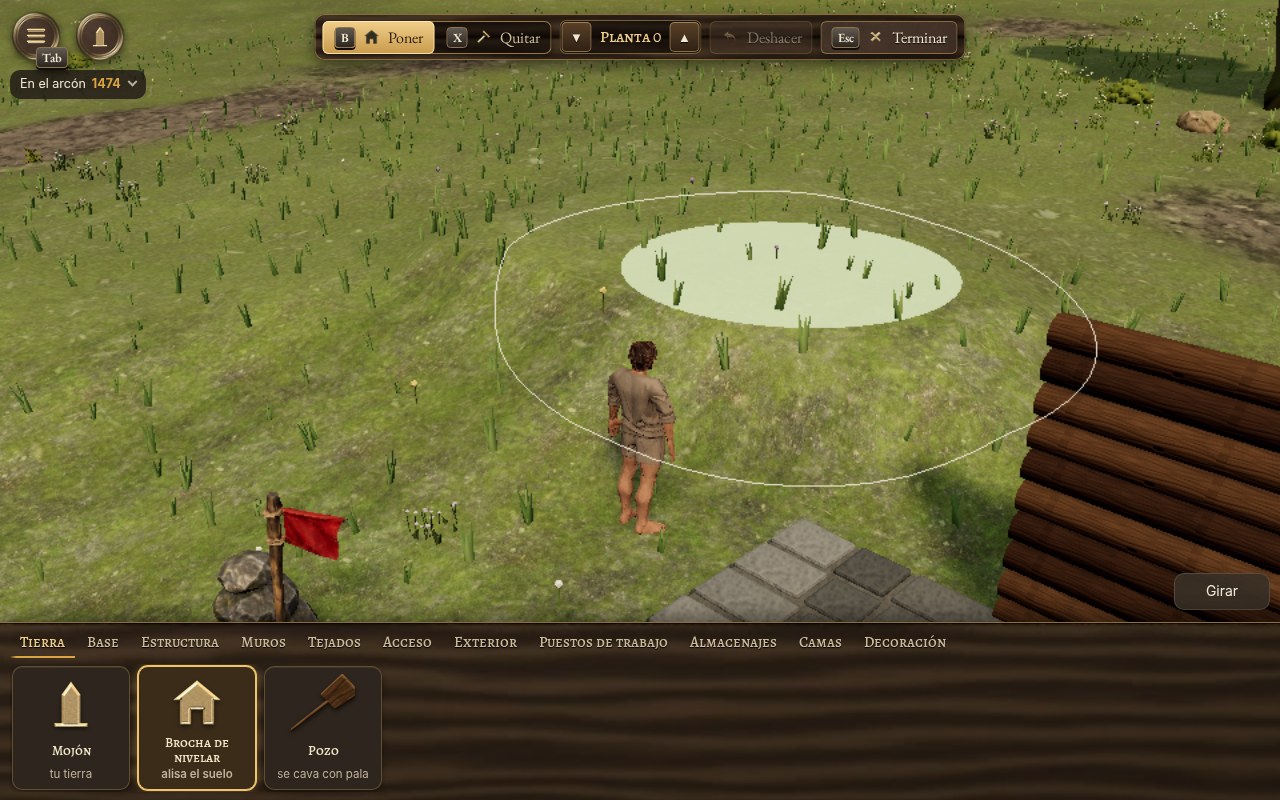 B Poner X Quitar ▼ Planta 0 ▲ Deshacer Esc ✕ Terminar
Tab
En el arcón 1474
Girar
Tierra Base Estructura Muros Tejados Acceso Exterior Puestos de trabajo Almacenajes Camas Decoración
Mojón
tu tierra
Brocha de
nivelar
alisa el suelo
Pozo
se cava con pala